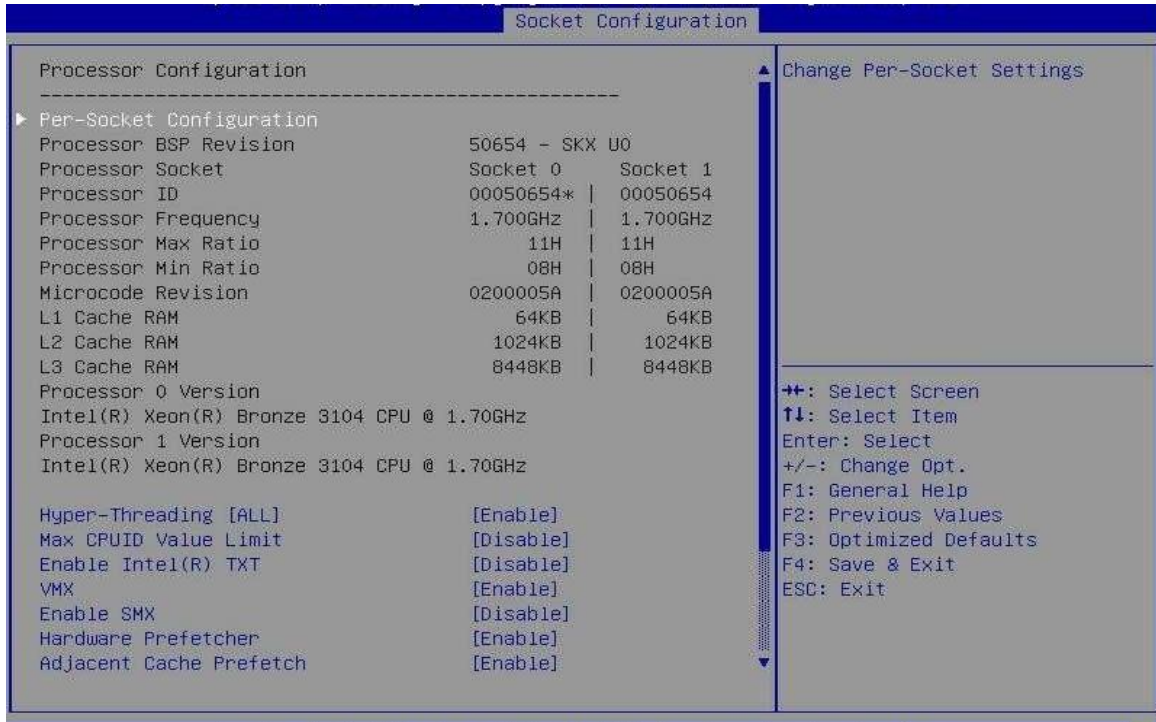 Socket Configuration
Processor Configuration
--------------------------------------------------
Per-Socket Configuration
Processor BSP Revision 50654 - SKX U0
Processor Socket Socket 0 Socket 1
Processor ID 00050654* | 00050654
Processor Frequency 1.700GHz | 1.700GHz
Processor Max Ratio 11H | 11H
Processor Min Ratio 08H | 08H
Microcode Revision 0200005A | 0200005A
L1 Cache RAM 64KB | 64KB
L2 Cache RAM 1024KB | 1024KB
L3 Cache RAM 8448KB | 8448KB
Processor 0 Version
Intel(R) Xeon(R) Bronze 3104 CPU @ 1.70GHz
Processor 1 Version
Intel(R) Xeon(R) Bronze 3104 CPU @ 1.70GHz
Hyper-Threading [ALL] [Enable]
Max CPUID Value Limit [Disable]
Enable Intel(R) TXT [Disable]
VMX [Enable]
Enable SMX [Disable]
Hardware Prefetcher [Enable]
Adjacent Cache Prefetch [Enable]
Change Per-Socket Settings
→←: Select Screen
↑↓: Select Item
Enter: Select
+/-: Change Opt.
F1: General Help
F2: Previous Values
F3: Optimized Defaults
F4: Save & Exit
ESC: Exit